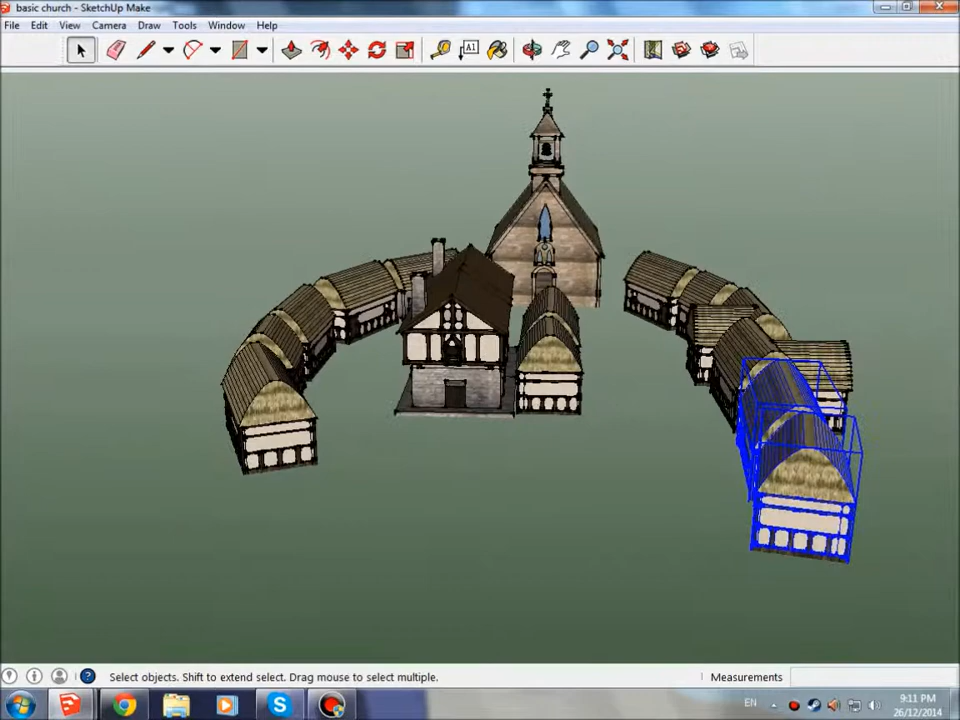 basic church - SketchUp Make
File Edit View Camera Draw Tools Window Help
A1
Select objects. Shift to extend select. Drag mouse to select multiple.
Measurements
EN
9:11 PM
26/12/2014